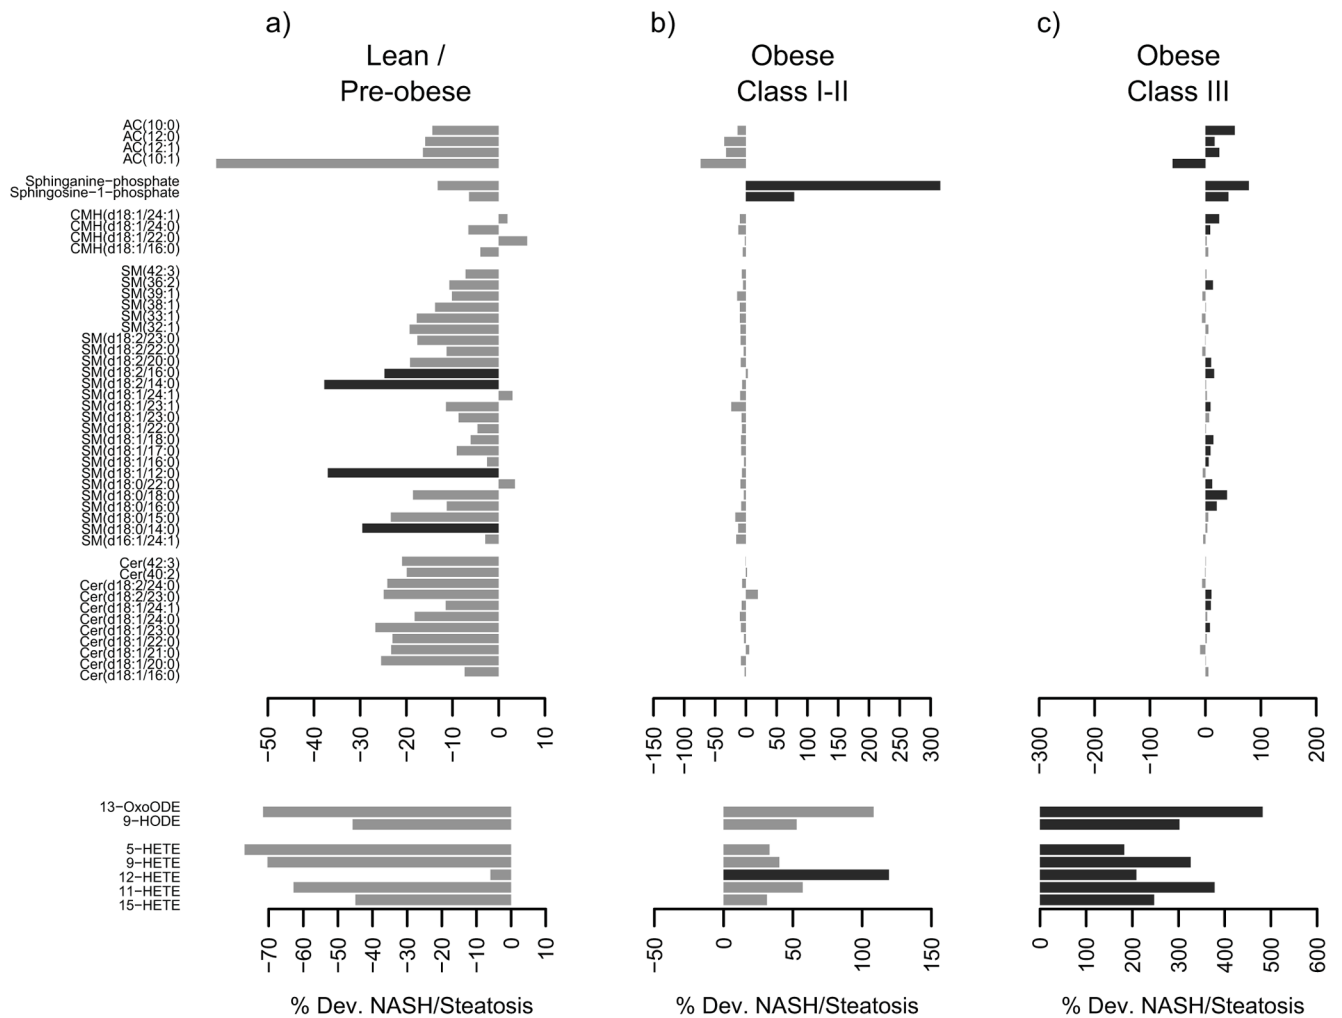 a)
b)
c)
Lean /
Pre-obese
Obese
Class I-II
Obese
Class III
AC(10:0)
AC(12:0)
AC(12:1)
AC(10:1)
Sphinganine-phosphate
Sphingosine-1-phosphate
CMH(d18:1/24:1)
CMH(d18:1/24:0)
CMH(d18:1/22:0)
CMH(d18:1/16:0)
SM(42:3)
SM(36:2)
SM(39:1)
SM(38:1)
SM(33:1)
SM(32:1)
SM(d18:2/23:0)
SM(d18:2/22:0)
SM(d18:2/20:0)
SM(d18:2/16:0)
SM(d18:2/14:0)
SM(d18:1/24:1)
SM(d18:1/23:1)
SM(d18:1/23:0)
SM(d18:1/22:0)
SM(d18:1/18:0)
SM(d18:1/17:0)
SM(d18:1/16:0)
SM(d18:1/12:0)
SM(d18:0/22:0)
SM(d18:0/18:0)
SM(d18:0/16:0)
SM(d18:0/15:0)
SM(d18:0/14:0)
SM(d16:1/24:1)
Cer(42:3)
Cer(40:2)
Cer(d18:2/24:0)
Cer(d18:2/23:0)
Cer(d18:1/24:1)
Cer(d18:1/24:0)
Cer(d18:1/23:0)
Cer(d18:1/22:0)
Cer(d18:1/21:0)
Cer(d18:1/20:0)
Cer(d18:1/16:0)
−50 −40 −30 −20 −10 0 10
−150 −100 −50 0 50 100 150 200 250 300
−300 −200 −100 0 100 200
13−OxoODE
9−HODE
5−HETE
9−HETE
12−HETE
11−HETE
15−HETE
−70 −60 −50 −40 −30 −20 −10 0
−50 0 50 100 150
0 100 200 300 400 500 600
% Dev. NASH/Steatosis
% Dev. NASH/Steatosis
% Dev. NASH/Steatosis